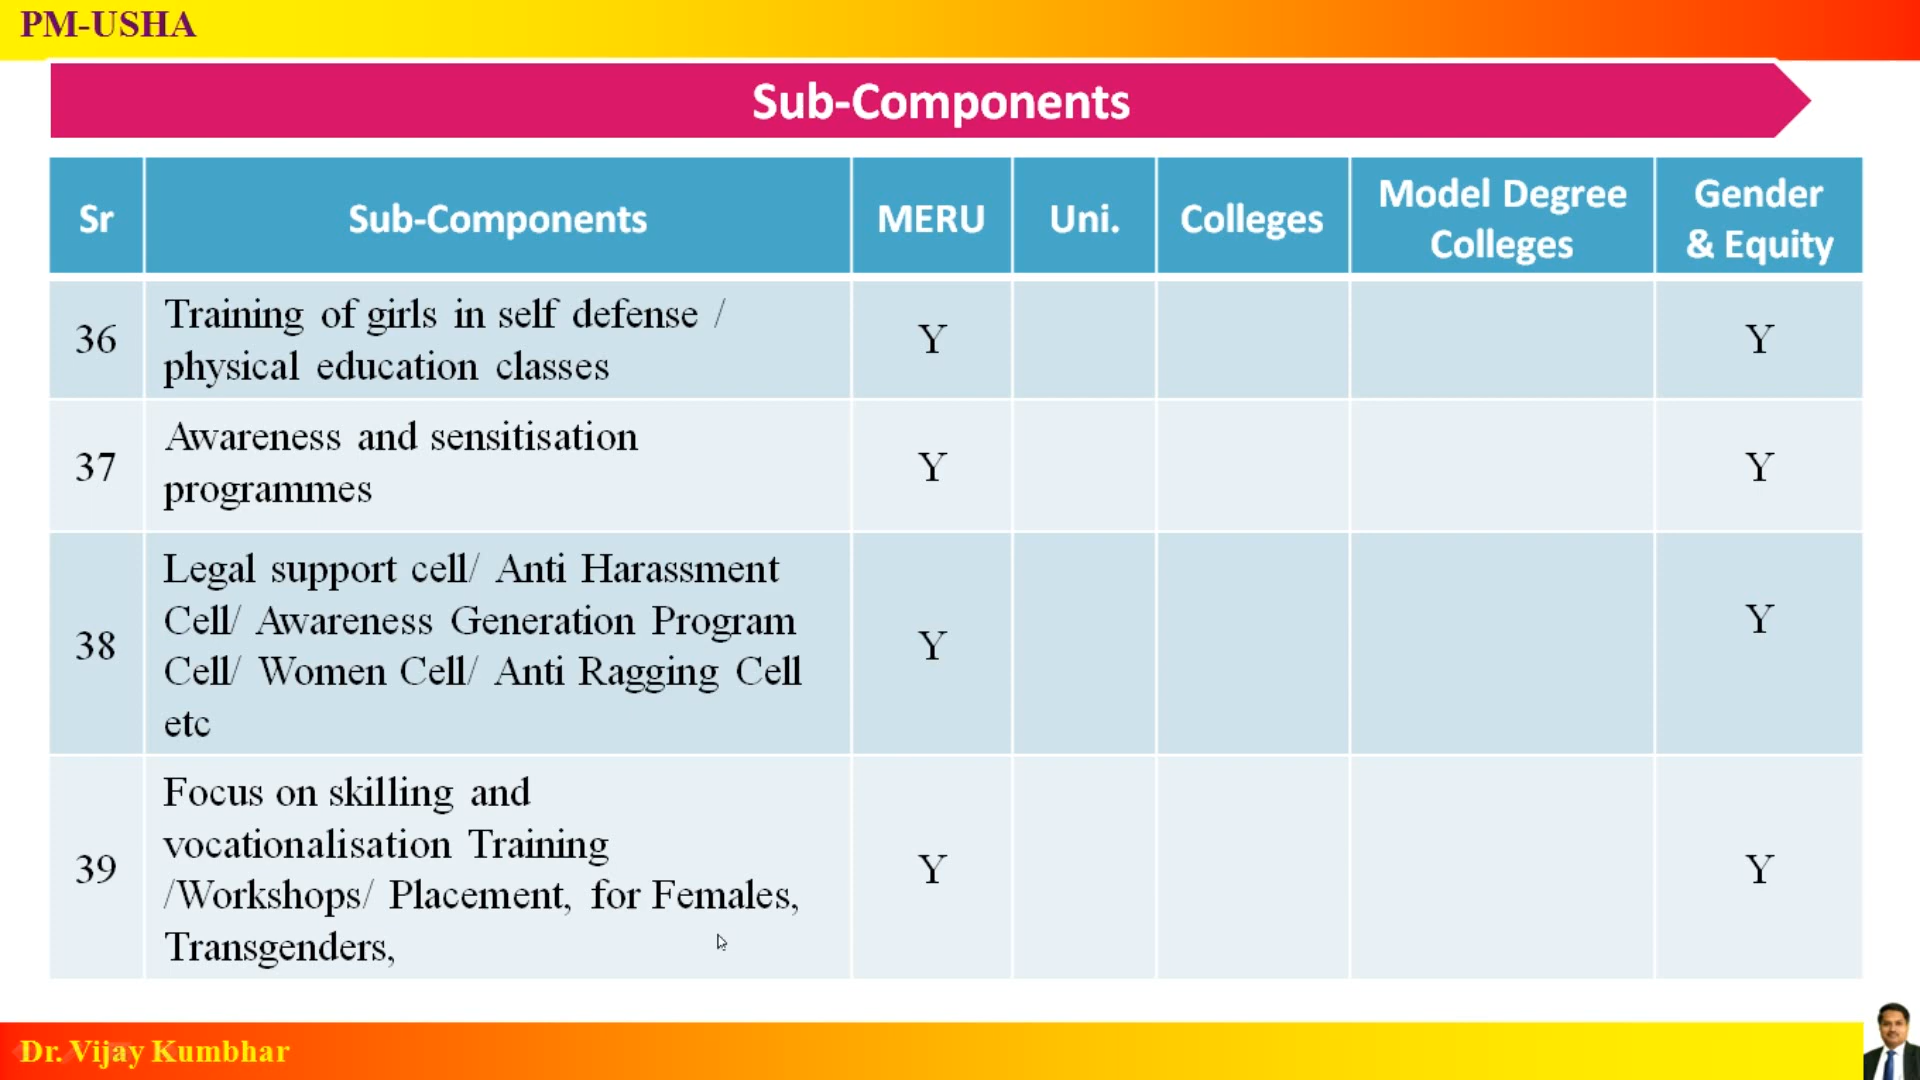 PM-USHA
Sub-Components
Sr Sub-Components MERU Uni. Colleges Model Degree Colleges Gender & Equity
36 Training of girls in self defense / physical education classes Y Y
37 Awareness and sensitisation programmes Y Y
38 Legal support cell/ Anti Harassment Cell/ Awareness Generation Program Cell/ Women Cell/ Anti Ragging Cell etc Y Y
39 Focus on skilling and vocationalisation Training /Workshops/ Placement, for Females, Transgenders, Y Y
Dr. Vijay Kumbhar